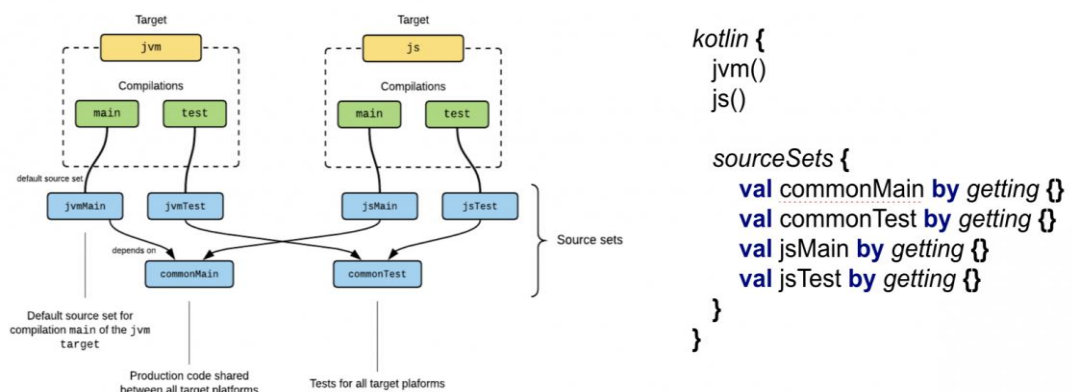 Target
Target
jvm
js
Compilations
Compilations
main
test
main
test
default source set
jvmMain
jvmTest
jsMain
jsTest
depends on
Source sets
commonMain
commonTest
Default source set for
compilation main of the jvm
target
Production code shared
between all target platforms
Tests for all target plaforms
kotlin {
jvm()
js()
sourceSets {
val commonMain by getting {}
val commonTest by getting {}
val jsMain by getting {}
val jsTest by getting {}
}
}